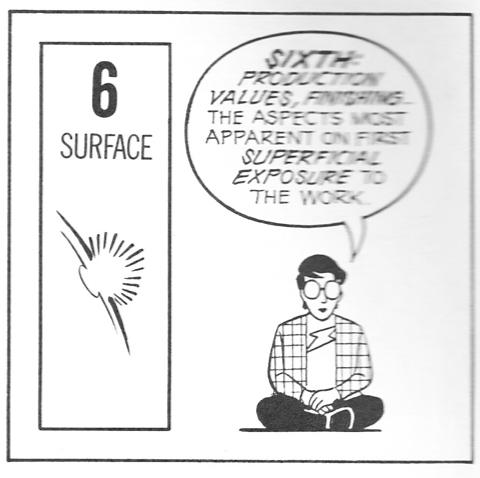 6
SURFACE
SIXTH:
PRODUCTION
VALUES, FINISHING...
THE ASPECTS MOST
APPARENT ON FIRST
SUPERFICIAL
EXPOSURE TO
THE WORK.